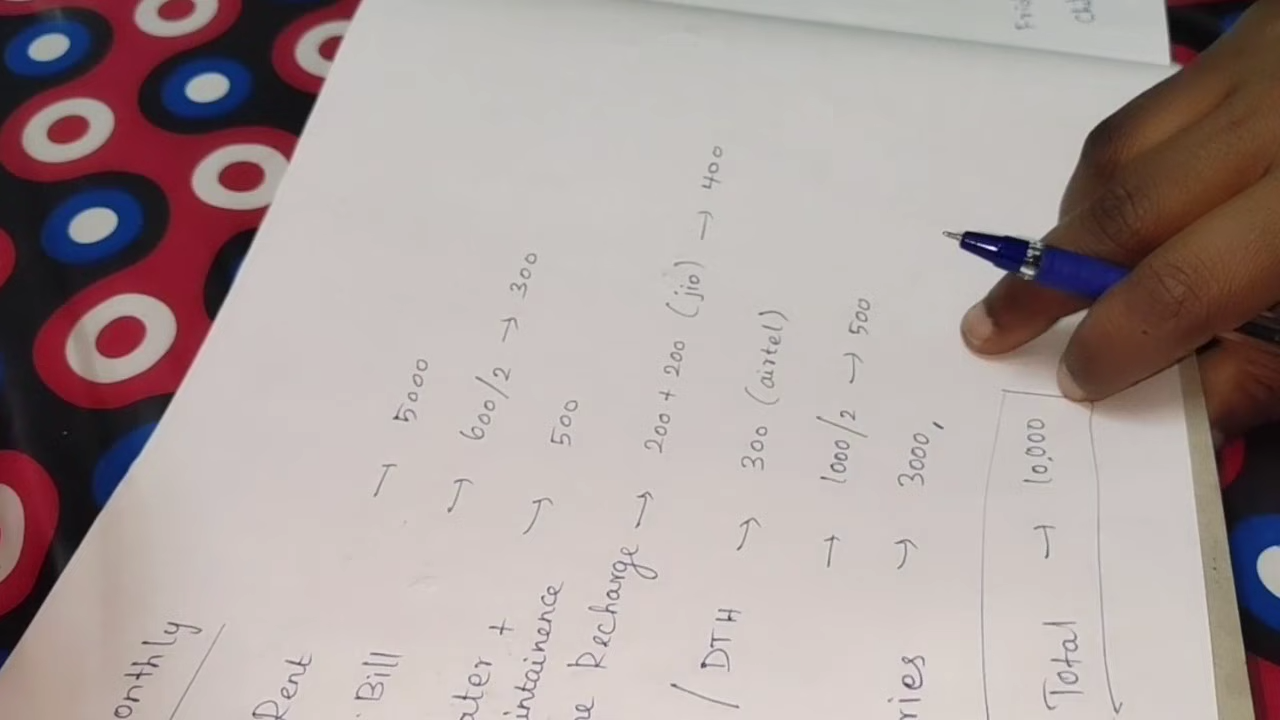 onthly
Rent → 5000
. Bill → 600/2 → 300
ater +
intainence → 500
ne Recharge → 200 + 200 (jio) → 400
/ DTH → 300 (airtel)
→ 1000/2 → 500
ries → 3000,
Total → 10,000